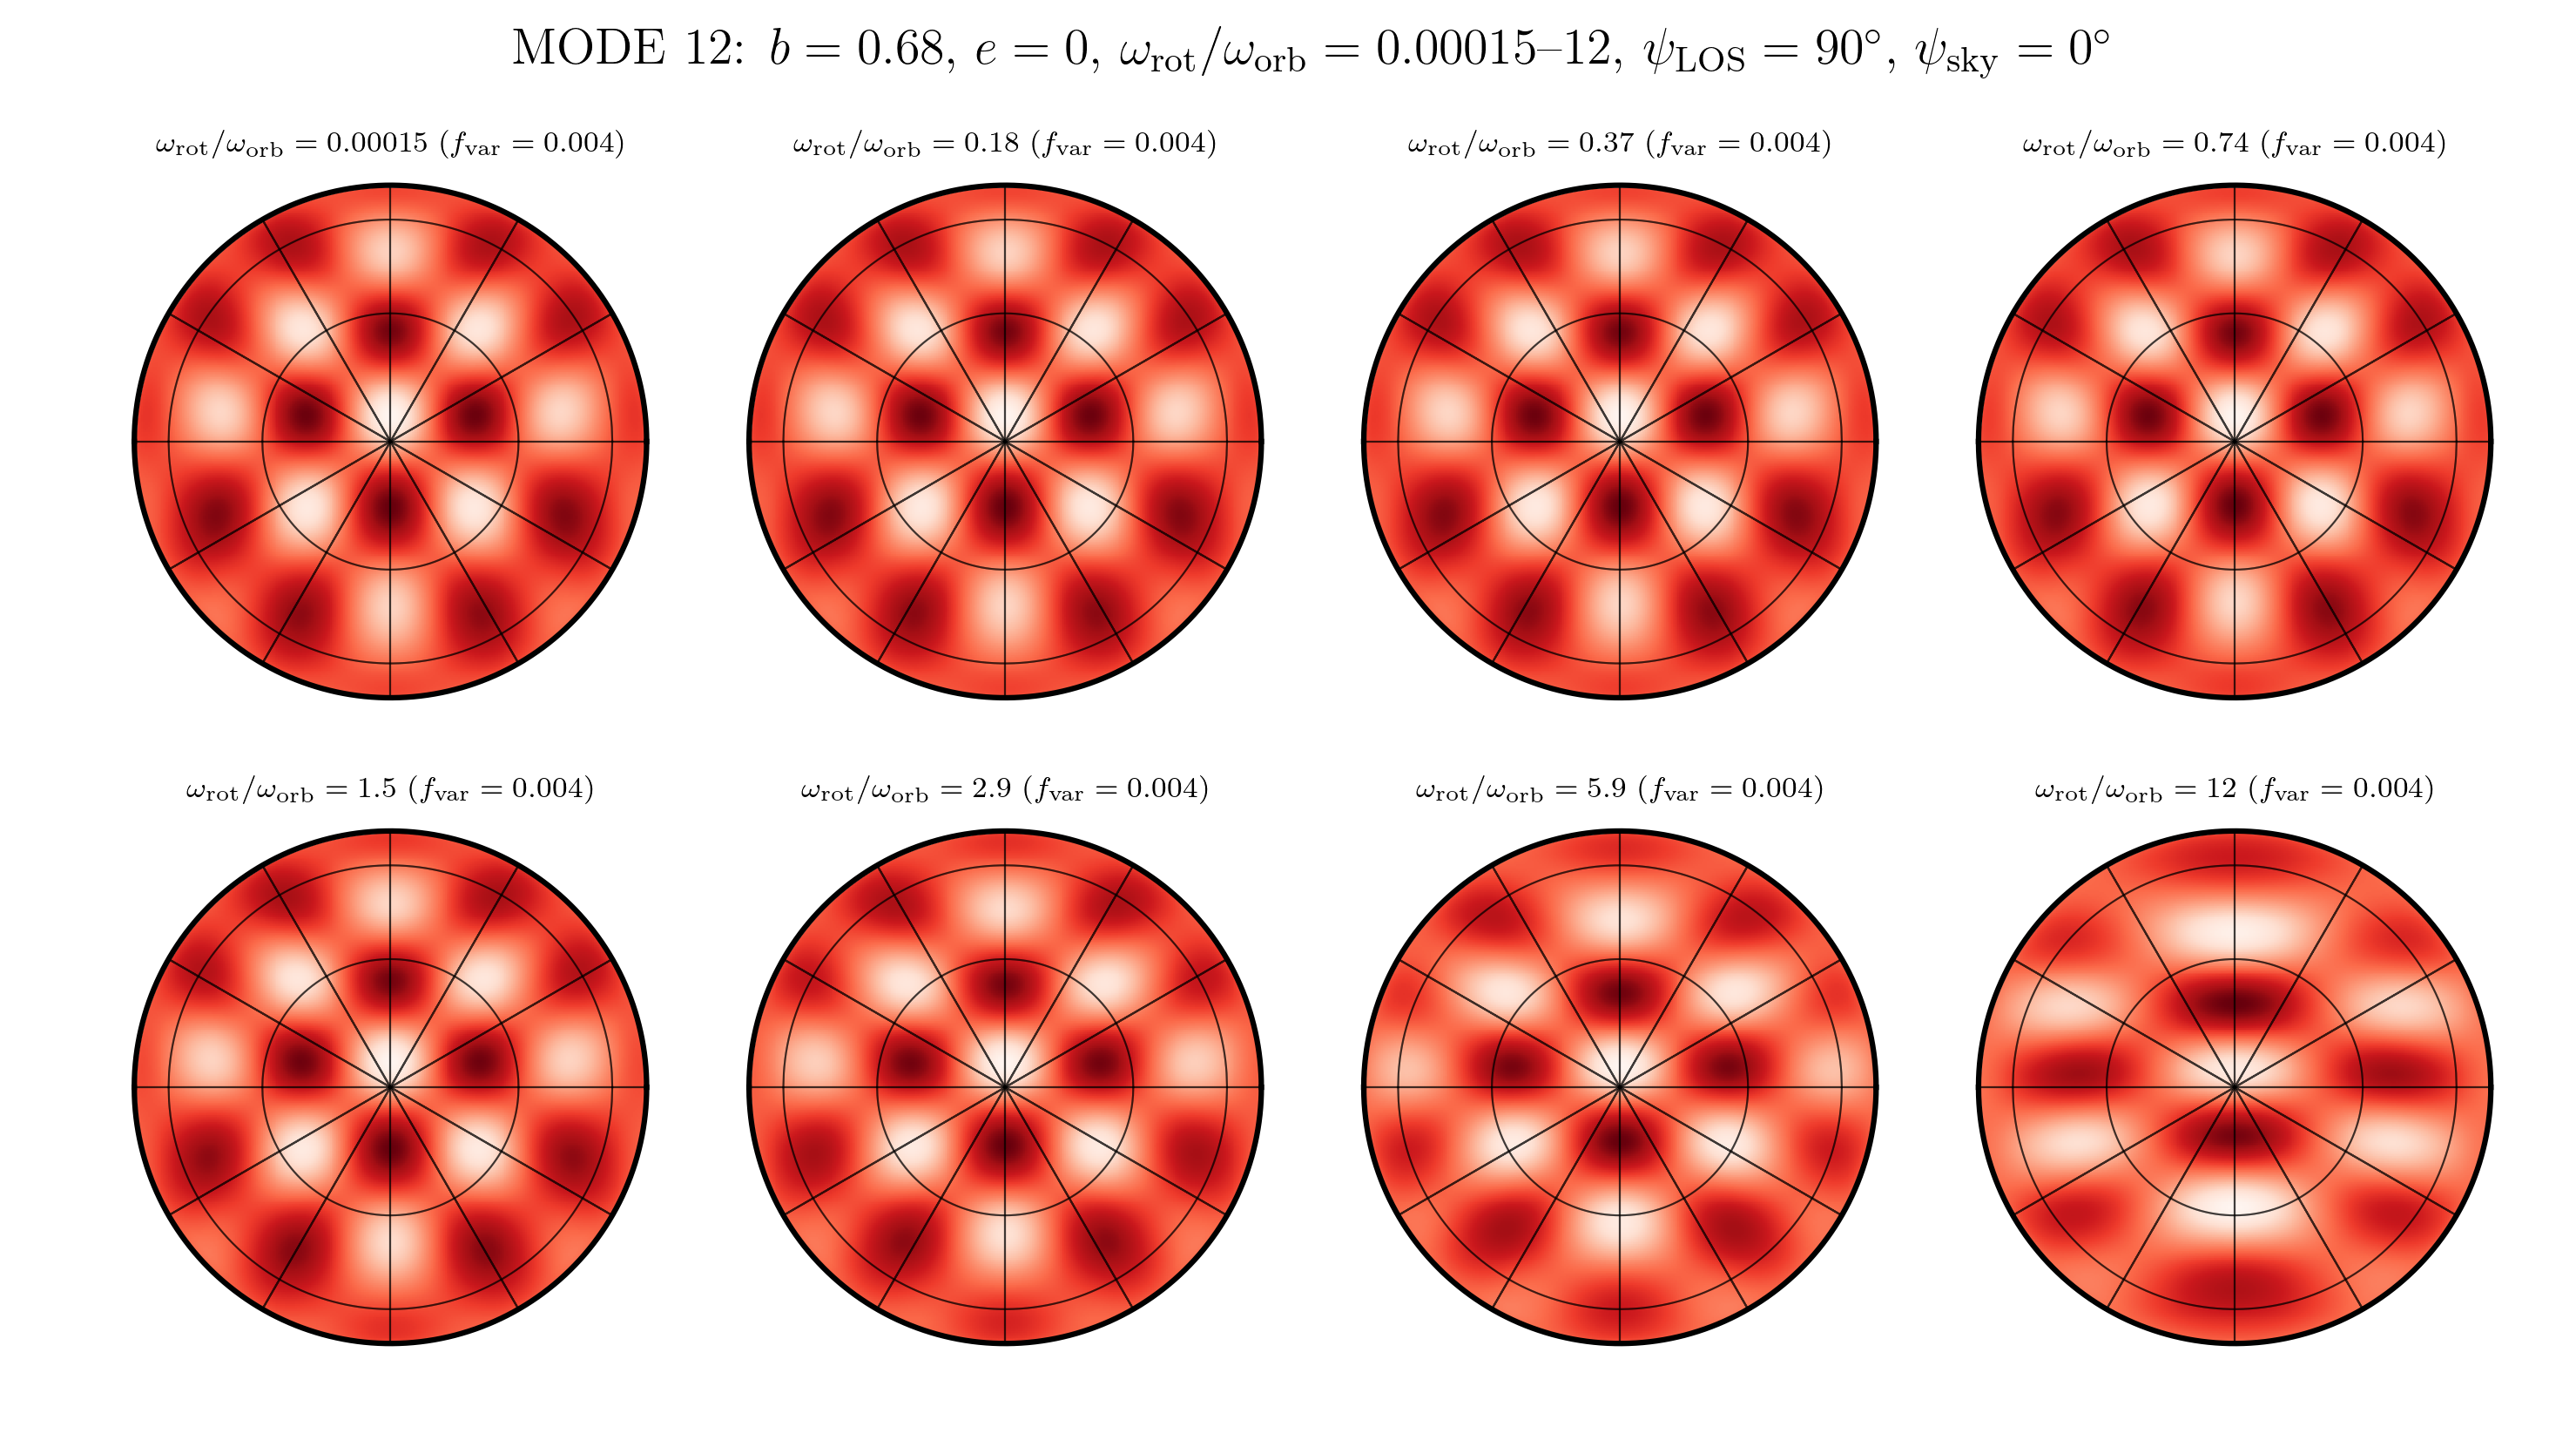 MODE 12: b = 0.68, e = 0, ω_rot/ω_orb = 0.00015–12, ψ_LOS = 90°, ψ_sky = 0°
ω_rot/ω_orb = 0.00015 (f_var = 0.004)
ω_rot/ω_orb = 0.18 (f_var = 0.004)
ω_rot/ω_orb = 0.37 (f_var = 0.004)
ω_rot/ω_orb = 0.74 (f_var = 0.004)
ω_rot/ω_orb = 1.5 (f_var = 0.004)
ω_rot/ω_orb = 2.9 (f_var = 0.004)
ω_rot/ω_orb = 5.9 (f_var = 0.004)
ω_rot/ω_orb = 12 (f_var = 0.004)